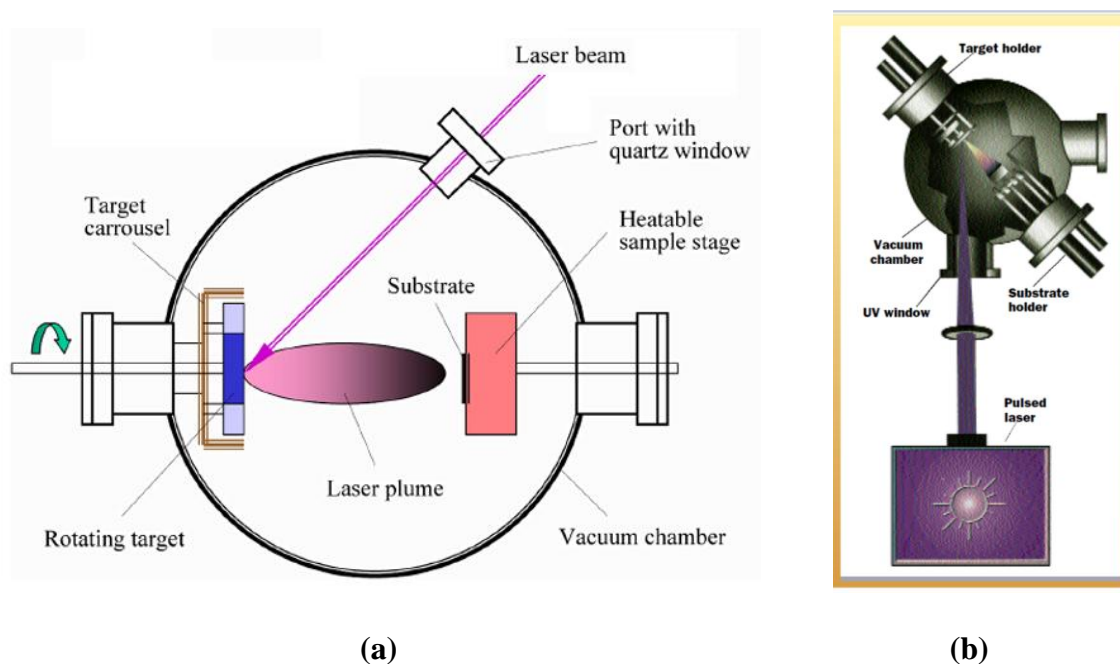 Laser beam
Port with
quartz window
Target
carrousel
Heatable
sample stage
Substrate
Laser plume
Rotating target
Vacuum chamber
(a)
Target holder
Vacuum
chamber
Substrate
holder
UV window
Pulsed
laser
(b)